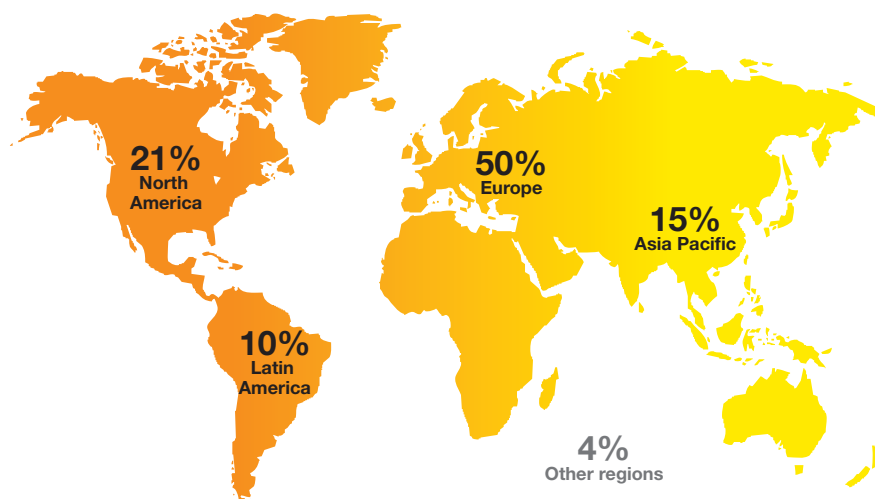 21%
North
America
50%
Europe
15%
Asia Pacific
10%
Latin
America
4%
Other regions